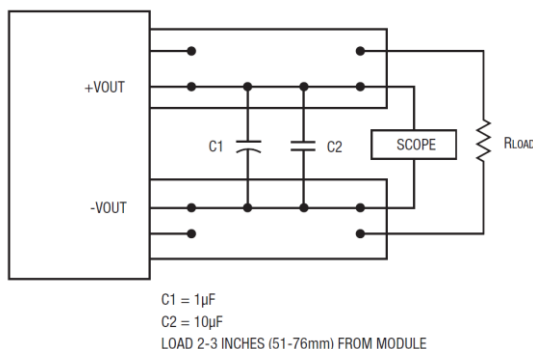 +VOUT
C1
C2
SCOPE
RLOAD
-VOUT
C1 = 1µF
C2 = 10µF
LOAD 2-3 INCHES (51-76mm) FROM MODULE